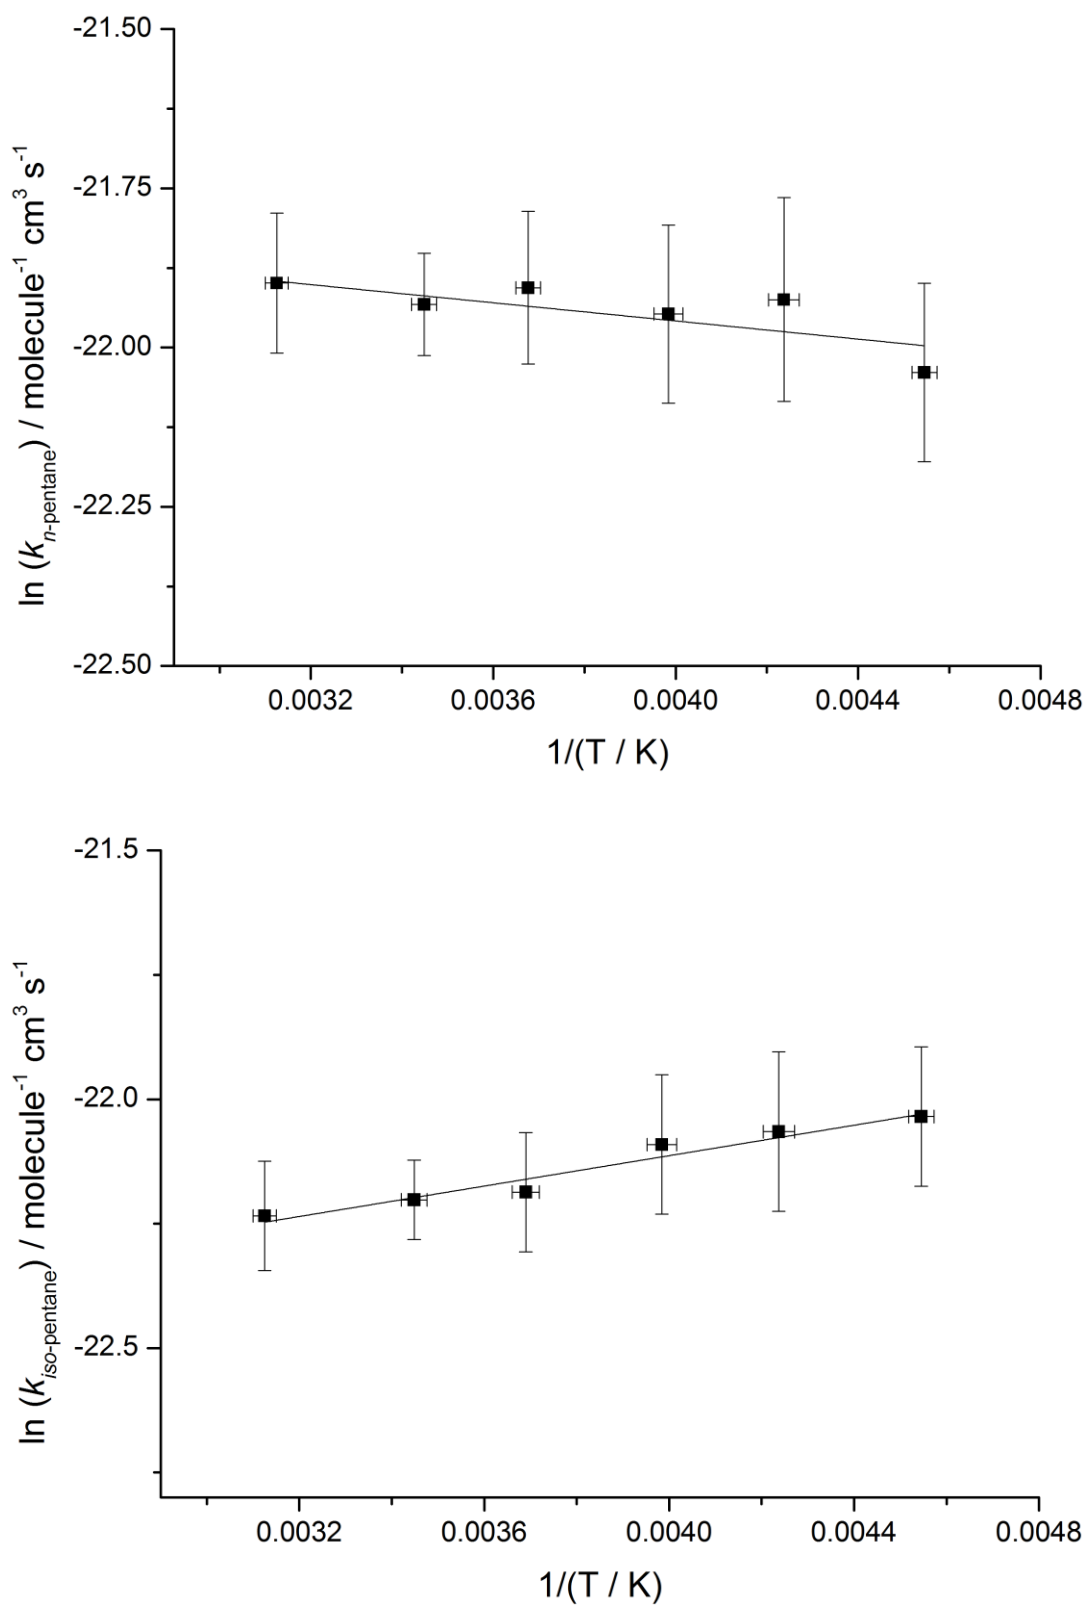 -21.50
-21.75
-22.00
-22.25
-22.50
ln (kn-pentane) / molecule-1 cm3 s-1
0.0032 0.0036 0.0040 0.0044 0.0048
1/(T / K)
-21.5
-22.0
-22.5
ln (kiso-pentane) / molecule-1 cm3 s-1
0.0032 0.0036 0.0040 0.0044 0.0048
1/(T / K)